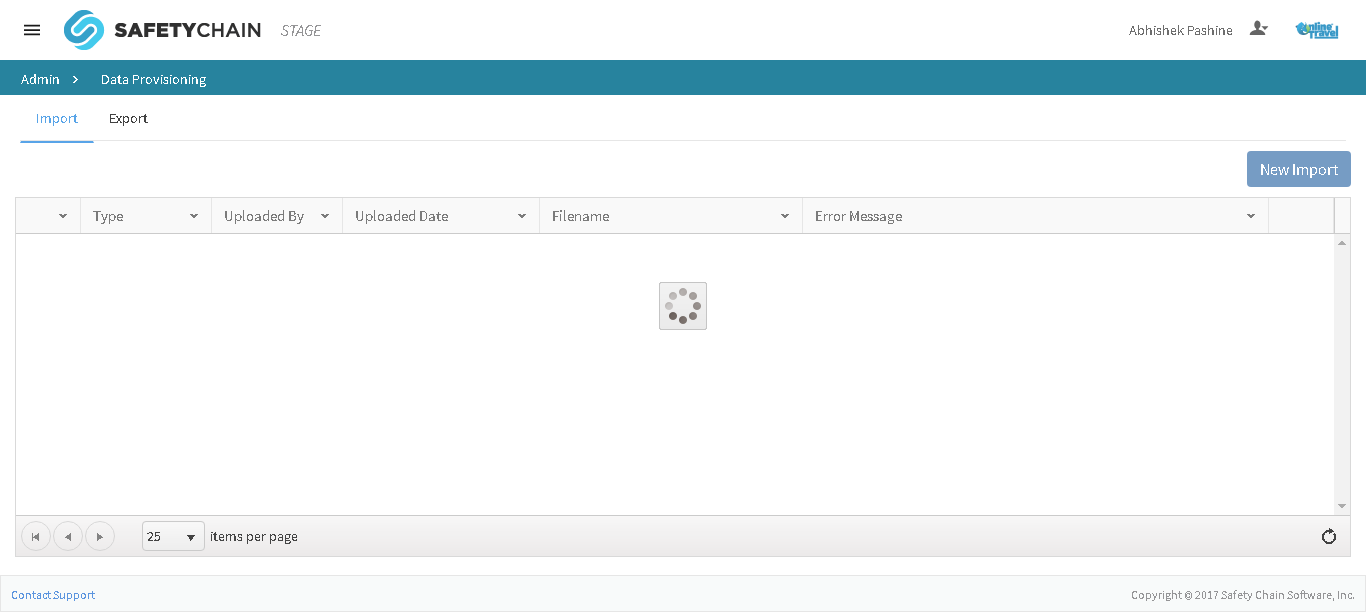 SAFETYCHAIN STAGE
Abhishek Pashine
Online Travel
Admin > Data Provisioning
Import Export
New Import
Type Uploaded By Uploaded Date Filename Error Message
25 items per page
Contact Support Copyright © 2017 Safety Chain Software, Inc.